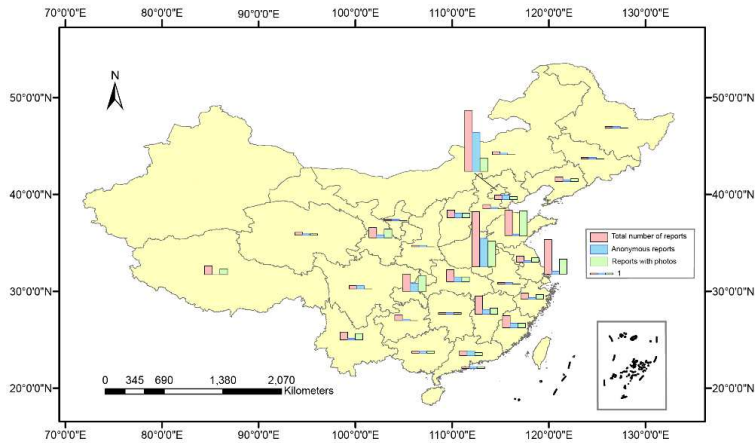 70°0'0"E 80°0'0"E 90°0'0"E 100°0'0"E 110°0'0"E 120°0'0"E 130°0'0"E
N
50°0'0"N 50°0'0"N
40°0'0"N 40°0'0"N
Total number of reports
Anonymous reports
Reports with photos
1
30°0'0"N 30°0'0"N
0 345 690 1,380 2,070
Kilometers
20°0'0"N 20°0'0"N
70°0'0"E 80°0'0"E 90°0'0"E 100°0'0"E 110°0'0"E 120°0'0"E 130°0'0"E